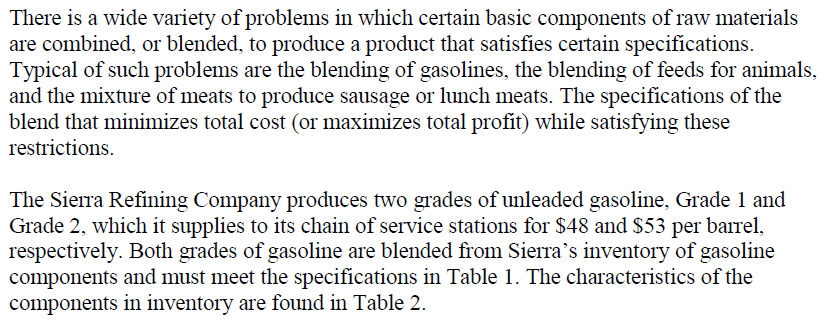 There is a wide variety of problems in which certain basic components of raw materials
are combined, or blended, to produce a product that satisfies certain specifications.
Typical of such problems are the blending of gasolines, the blending of feeds for animals,
and the mixture of meats to produce sausage or lunch meats. The specifications of the
blend that minimizes total cost (or maximizes total profit) while satisfying these
restrictions.
The Sierra Refining Company produces two grades of unleaded gasoline, Grade 1 and
Grade 2, which it supplies to its chain of service stations for $48 and $53 per barrel,
respectively. Both grades of gasoline are blended from Sierra's inventory of gasoline
components and must meet the specifications in Table 1. The characteristics of the
components in inventory are found in Table 2.